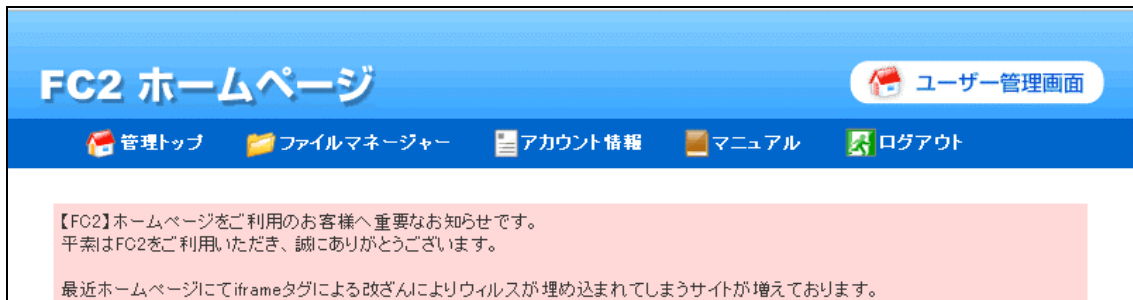 FC2 ホームページ
ユーザー管理画面
管理トップ ファイルマネージャー アカウント情報 マニュアル ログアウト
【FC2】ホームページをご利用のお客様へ重要なお知らせです。
平素はFC2をご利用いただき、誠にありがとうございます。
最近ホームページにてiframeタグによる改ざんによりウィルスが埋め込まれてしまうサイトが増えております。